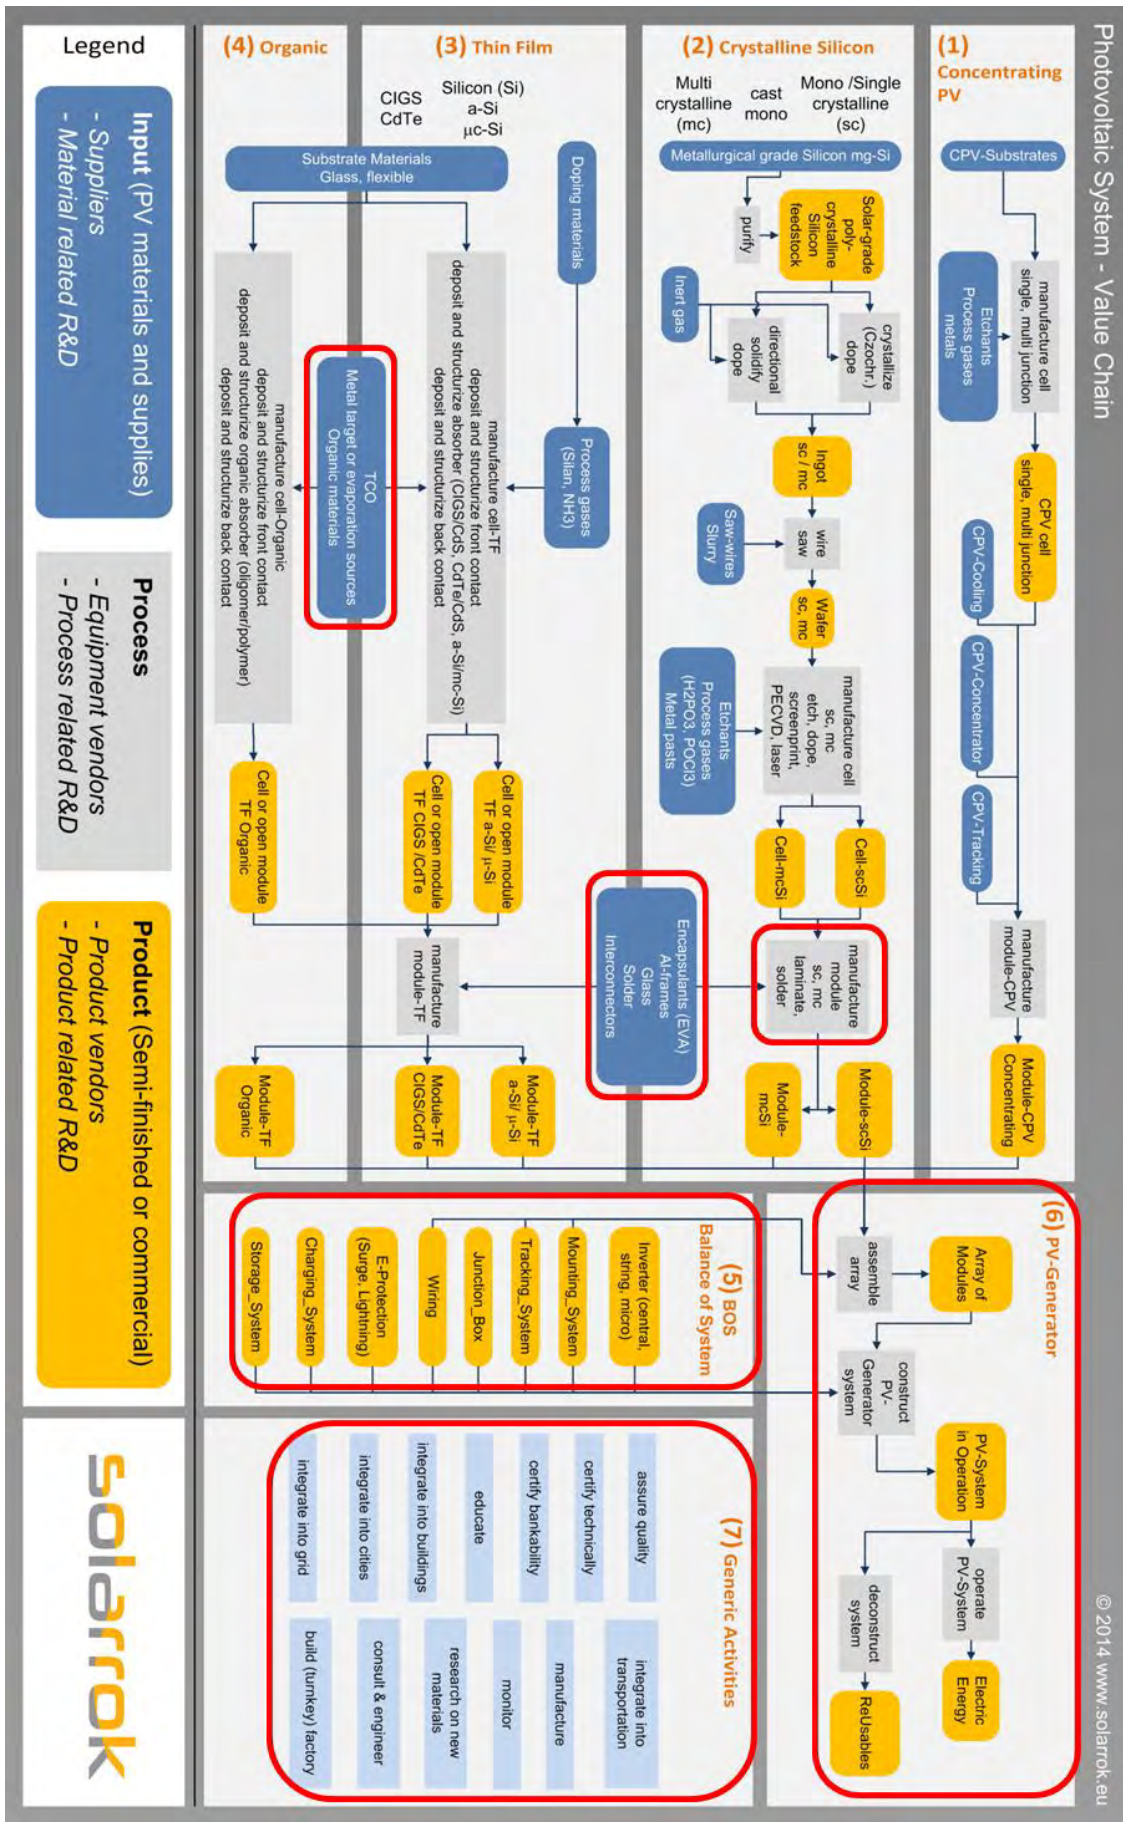 Photovoltaic System - Value Chain
© 2014 www.solarrok.eu
(1)
Concentrating
PV
CPV-Substrates
manufacture cell
single, multi junction
Etchants
Process gases
metals
CPV cell
single, multi junction
CPV-Cooling
CPV-Concentrator
CPV-Tracking
manufacture
module-CPV
Module-CPV
Concentrating
(2) Crystalline Silicon
Multi
crystalline
(mc)
cast
mono
Mono /Single
crystalline
(sc)
Metallurgical grade Silicon mg-Si
purify
Solar-grade
poly-
crystalline
Silicon
feedstock
Inert gas
crystallize
(Czochr.)
dope
directional
solidify
dope
Ingot
sc / mc
Saw-wires
Slurry
wire
saw
Wafer
sc, mc
Etchants
Process gases
(H2PO3, POCl3)
Metal pasts
manufacture cell
sc, mc
etch, dope,
screenprint,
PECVD, laser
Cell-scSi
Cell-mcSi
manufacture
module
sc, mc
laminate,
solder
Module-scSi
Module-
mcSi
Encapsulants (EVA)
Al-frames
Glass
Solder
Interconnectors
(3) Thin Film
CIGS
CdTe
Silicon (Si)
a-Si
µc-Si
Doping materials
Process gases
(Silan, NH3)
Substrate Materials
Glass, flexible
manufacture cell-TF
deposit and structurize front contact
deposit and structurize absorber (CIGS/CdS, CdTe/CdS, a-Si/mc-Si)
deposit and structurize back contact
TCO
Metal target or evaporation sources
Organic materials
Cell or open module
TF a-Si/ µ-Si
Cell or open module
TF CIGS /CdTe
manufacture
module-TF
Module-TF
a-Si/ µ-Si
Module-TF
CIGS/CdTe
(4) Organic
manufacture cell-Organic
deposit and structurize front contact
deposit and structurize organic absorber (oligomer/polymer)
deposit and structurize back contact
Cell or open module
TF Organic
Module-TF
Organic
(5) BOS
Balance of System
Inverter (central,
string, micro)
Mounting_System
Tracking_System
Junction_Box
Wiring
E-Protection
(Surge, Lightning)
Charging_System
Storage_System
(6) PV-Generator
assemble
array
Array of
Modules
construct
PV-
Generator
system
PV-System
in Operation
operate
PV-System
deconstruct
system
Electric
Energy
ReUsables
(7) Generic Activities
assure quality
certify technically
certify bankability
educate
integrate into buildings
integrate into cities
integrate into grid
integrate into
transportation
manufacture
monitor
research on new
materials
consult & engineer
build (turnkey) factory
Legend
Input (PV materials and supplies)
- Suppliers
- Material related R&D
Process
- Equipment vendors
- Process related R&D
Product (Semi-finished or commercial)
- Product vendors
- Product related R&D
solarrok